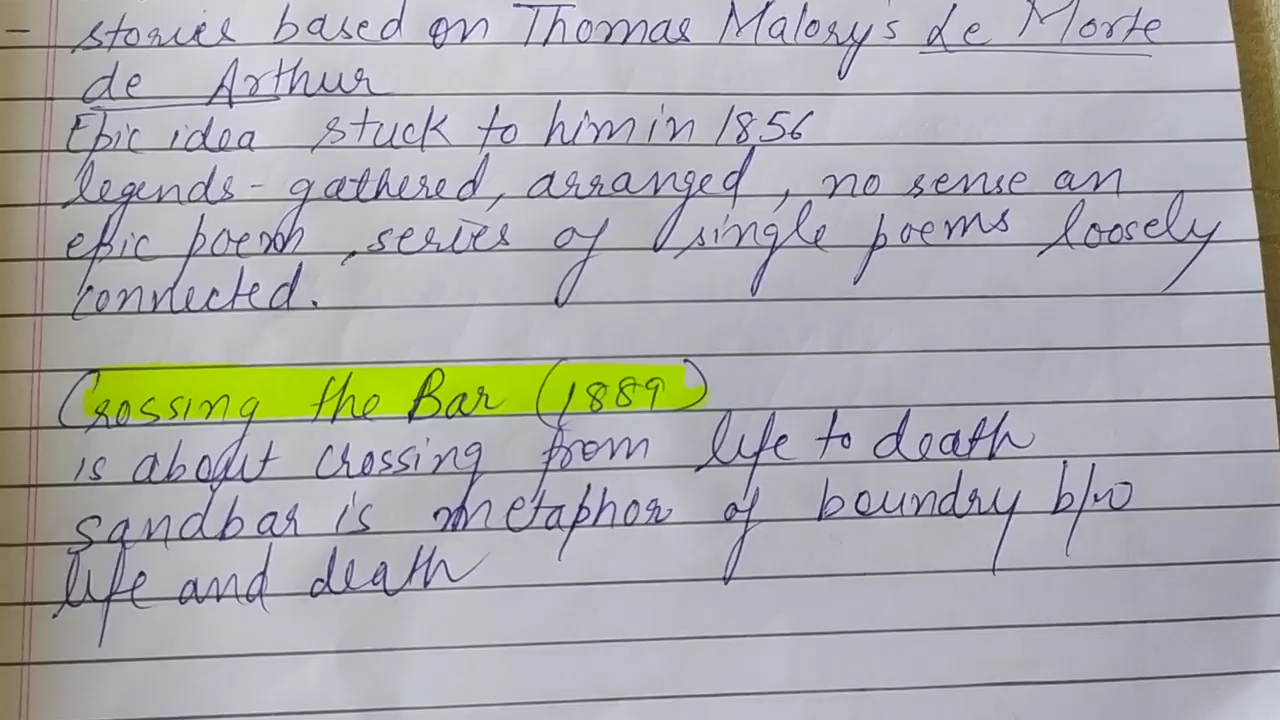 - stories based on Thomas Malory's de Morte
de Arthur
Epic idea stuck to him in 1856
legends - gathered, arranged, no sense an
epic poem, series of single poems loosely
connected.
Crossing the Bar (1889)
is about crossing from life to death
sandbar is metaphor of boundry b/w
life and death